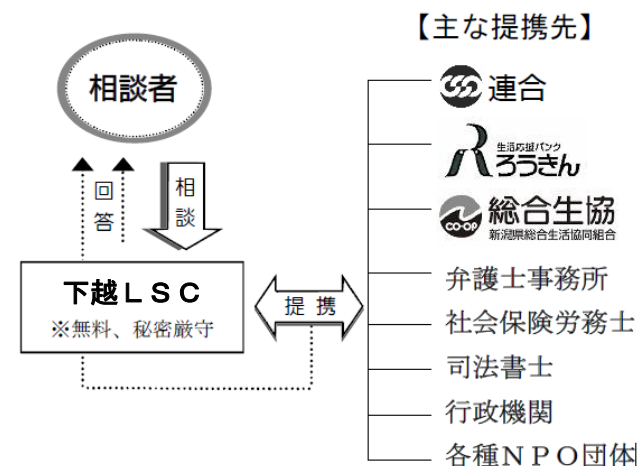 【主な提携先】
相談者
連合
生活応援バンク
ろうきん
回答
相談
CO・OP
総合生協
新潟県総合生活協同組合
下越ＬＳＣ
※無料、秘密厳守
提携
弁護士事務所
社会保険労務士
司法書士
行政機関
各種ＮＰＯ団体